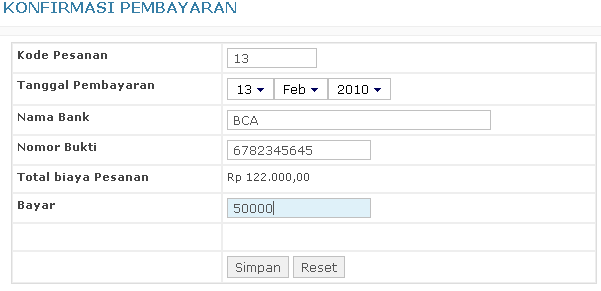 KONFIRMASI PEMBAYARAN
Kode Pesanan 13
Tanggal Pembayaran 13 Feb 2010
Nama Bank BCA
Nomor Bukti 6782345645
Total biaya Pesanan Rp 122.000,00
Bayar 50000
Simpan Reset